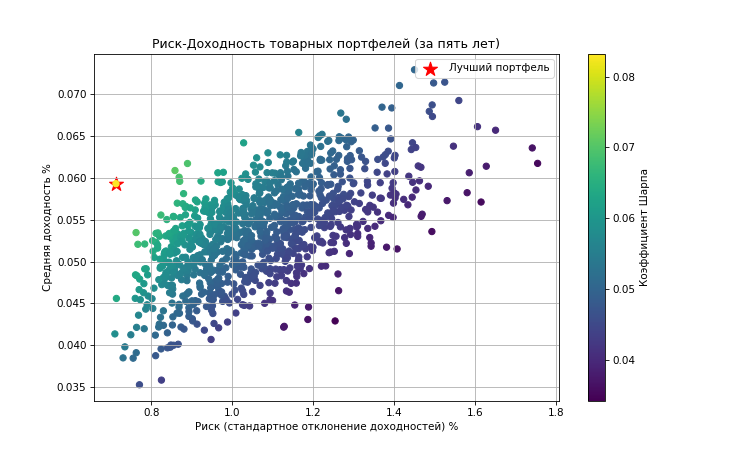 Риск-Доходность товарных портфелей (за пять лет)
Лучший портфель
Средняя доходность %
0.070
0.065
0.060
0.055
0.050
0.045
0.040
0.035
0.8 1.0 1.2 1.4 1.6 1.8
Риск (стандартное отклонение доходностей) %
0.08
0.07
0.06
0.05
0.04
Коэффициент Шарпа